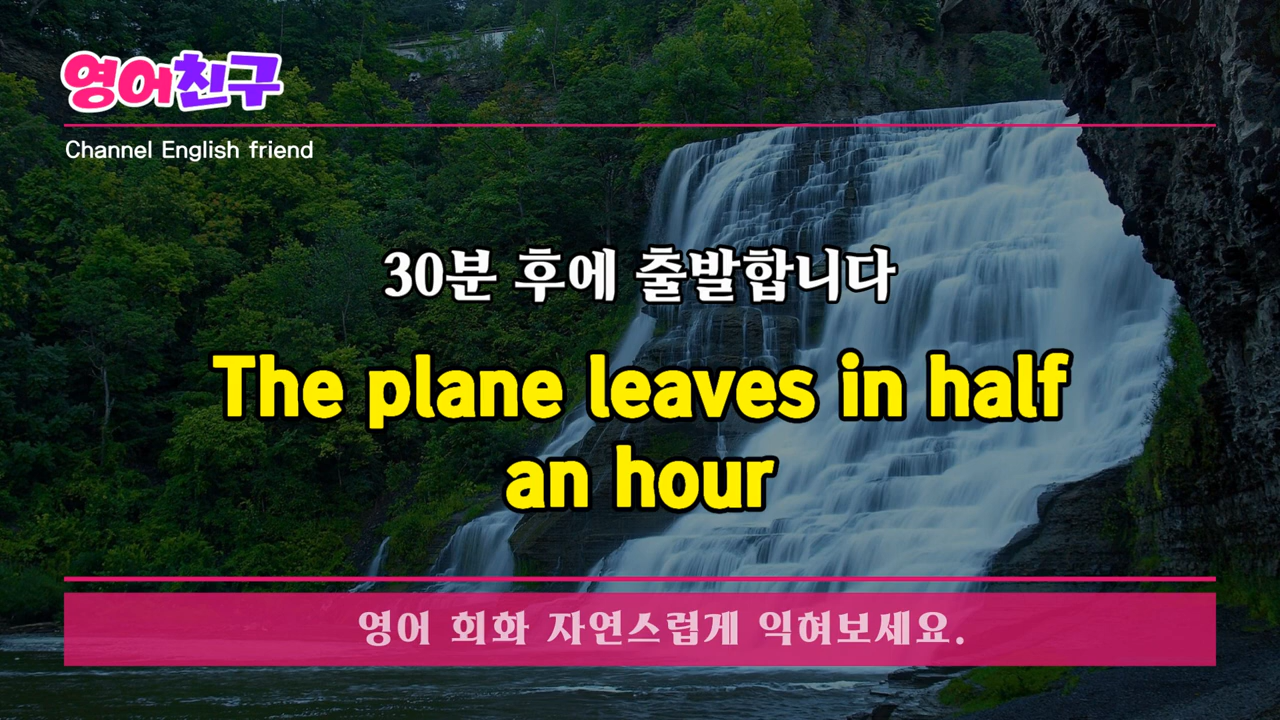 영어친구
Channel English friend
30분 후에 출발합니다
The plane leaves in half
an hour
영어 회화 자연스럽게 익혀보세요.